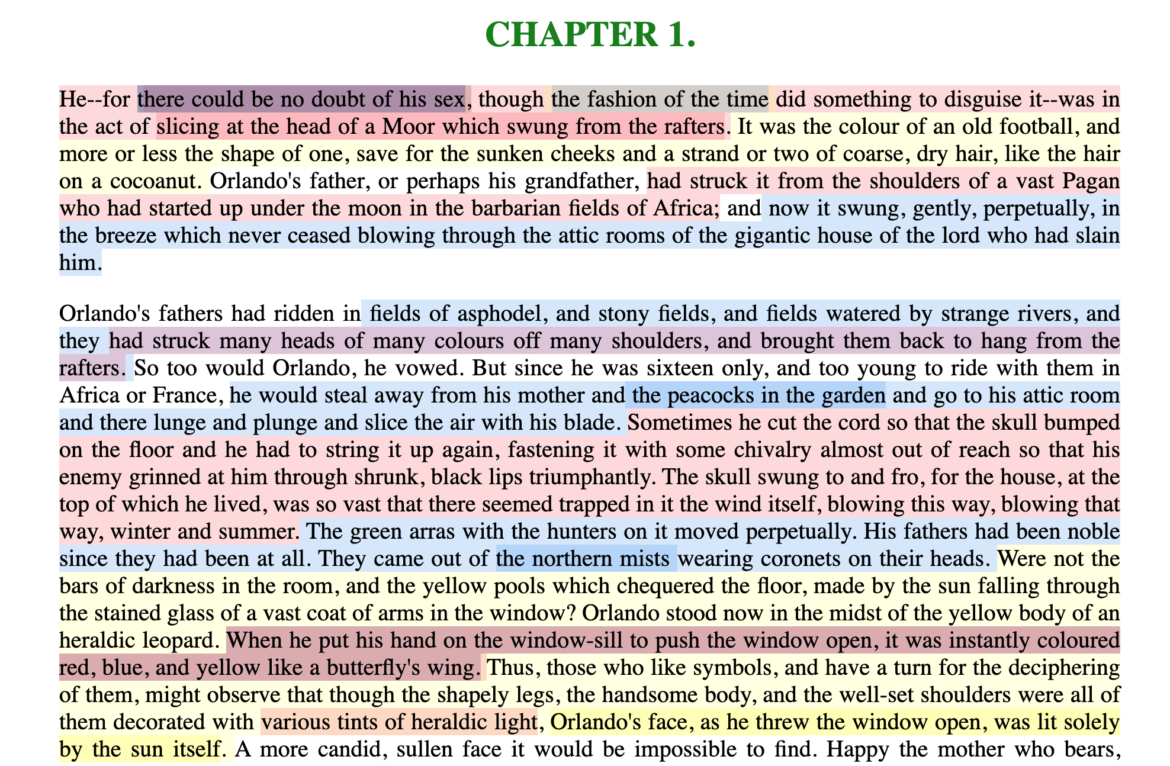 CHAPTER 1.
He--for there could be no doubt of his sex, though the fashion of the time did something to disguise it--was in
the act of slicing at the head of a Moor which swung from the rafters. It was the colour of an old football, and
more or less the shape of one, save for the sunken cheeks and a strand or two of coarse, dry hair, like the hair
on a cocoanut. Orlando's father, or perhaps his grandfather, had struck it from the shoulders of a vast Pagan
who had started up under the moon in the barbarian fields of Africa; and now it swung, gently, perpetually, in
the breeze which never ceased blowing through the attic rooms of the gigantic house of the lord who had slain
him.
Orlando's fathers had ridden in fields of asphodel, and stony fields, and fields watered by strange rivers, and
they had struck many heads of many colours off many shoulders, and brought them back to hang from the
rafters. So too would Orlando, he vowed. But since he was sixteen only, and too young to ride with them in
Africa or France, he would steal away from his mother and the peacocks in the garden and go to his attic room
and there lunge and plunge and slice the air with his blade. Sometimes he cut the cord so that the skull bumped
on the floor and he had to string it up again, fastening it with some chivalry almost out of reach so that his
enemy grinned at him through shrunk, black lips triumphantly. The skull swung to and fro, for the house, at the
top of which he lived, was so vast that there seemed trapped in it the wind itself, blowing this way, blowing that
way, winter and summer. The green arras with the hunters on it moved perpetually. His fathers had been noble
since they had been at all. They came out of the northern mists wearing coronets on their heads. Were not the
bars of darkness in the room, and the yellow pools which chequered the floor, made by the sun falling through
the stained glass of a vast coat of arms in the window? Orlando stood now in the midst of the yellow body of an
heraldic leopard. When he put his hand on the window-sill to push the window open, it was instantly coloured
red, blue, and yellow like a butterfly's wing. Thus, those who like symbols, and have a turn for the deciphering
of them, might observe that though the shapely legs, the handsome body, and the well-set shoulders were all of
them decorated with various tints of heraldic light, Orlando's face, as he threw the window open, was lit solely
by the sun itself. A more candid, sullen face it would be impossible to find. Happy the mother who bears,